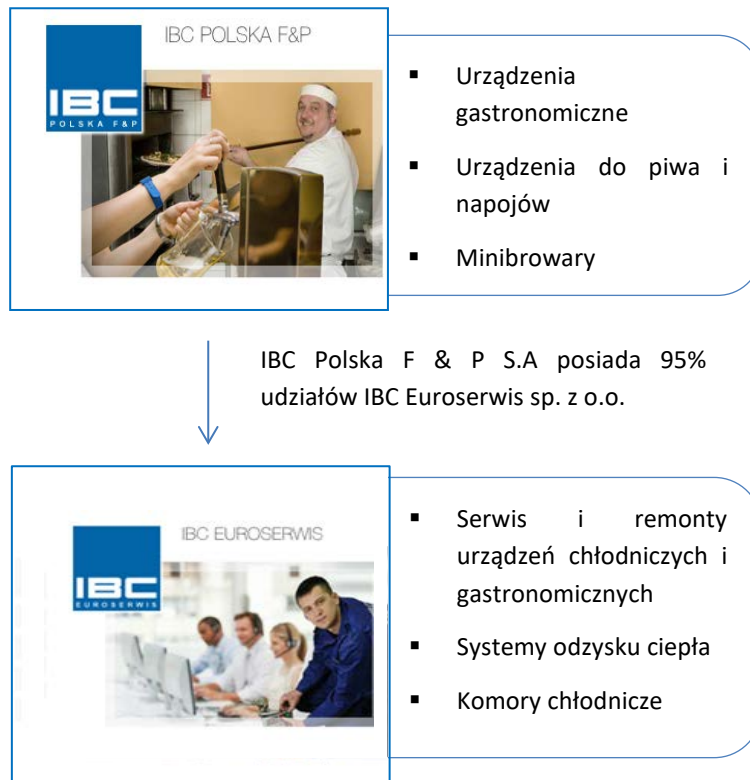 IBC POLSKA F&P
IBC
POLSKA F&P
▪ Urządzenia
gastronomiczne
▪ Urządzenia do piwa i
napojów
▪ Minibrowary
IBC Polska F & P S.A posiada 95%
udziałów IBC Euroserwis sp. z o.o.
IBC EUROSERWIS
IBC
EUROSERWIS
▪ Serwis i remonty
urządzeń chłodniczych i
gastronomicznych
▪ Systemy odzysku ciepła
▪ Komory chłodnicze